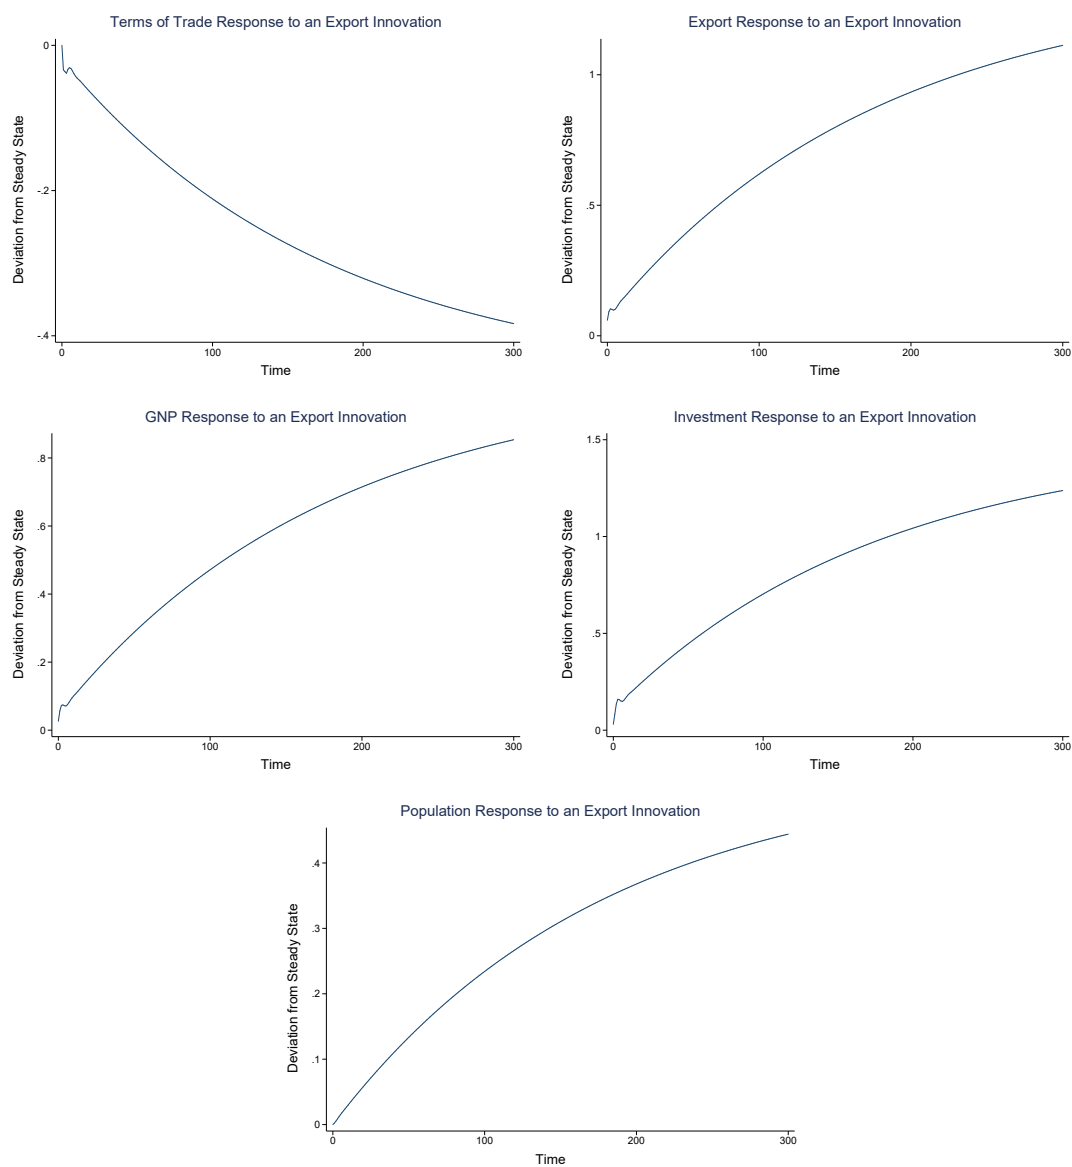 Terms of Trade Response to an Export Innovation
Deviation from Steady State
0
-.2
-.4
0 100 200 300
Time
Export Response to an Export Innovation
Deviation from Steady State
1
.5
0
0 100 200 300
Time
GNP Response to an Export Innovation
Deviation from Steady State
.8
.6
.4
.2
0
0 100 200 300
Time
Investment Response to an Export Innovation
Deviation from Steady State
1.5
1
.5
0
0 100 200 300
Time
Population Response to an Export Innovation
Deviation from Steady State
.4
.3
.2
.1
0
0 100 200 300
Time